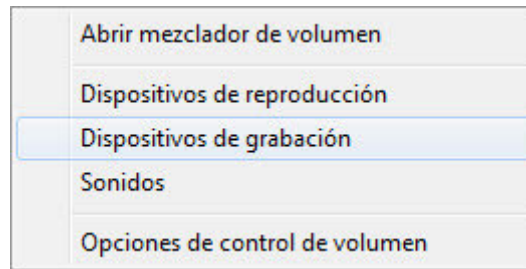 Abrir mezclador de volumen
Dispositivos de reproducción
Dispositivos de grabación
Sonidos
Opciones de control de volumen